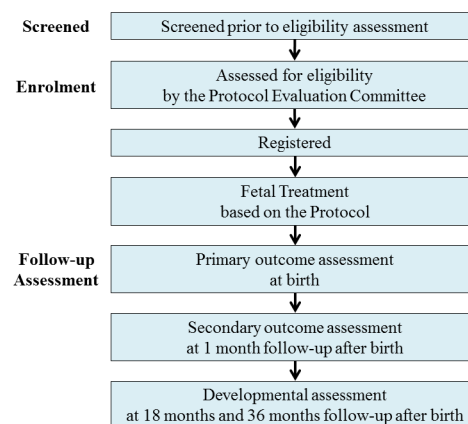 Screened
Screened prior to eligibility assessment
Enrolment
Assessed for eligibility
by the Protocol Evaluation Committee
Registered
Fetal Treatment
based on the Protocol
Follow-up
Assessment
Primary outcome assessment
at birth
Secondary outcome assessment
at 1 month follow-up after birth
Developmental assessment
at 18 months and 36 months follow-up after birth